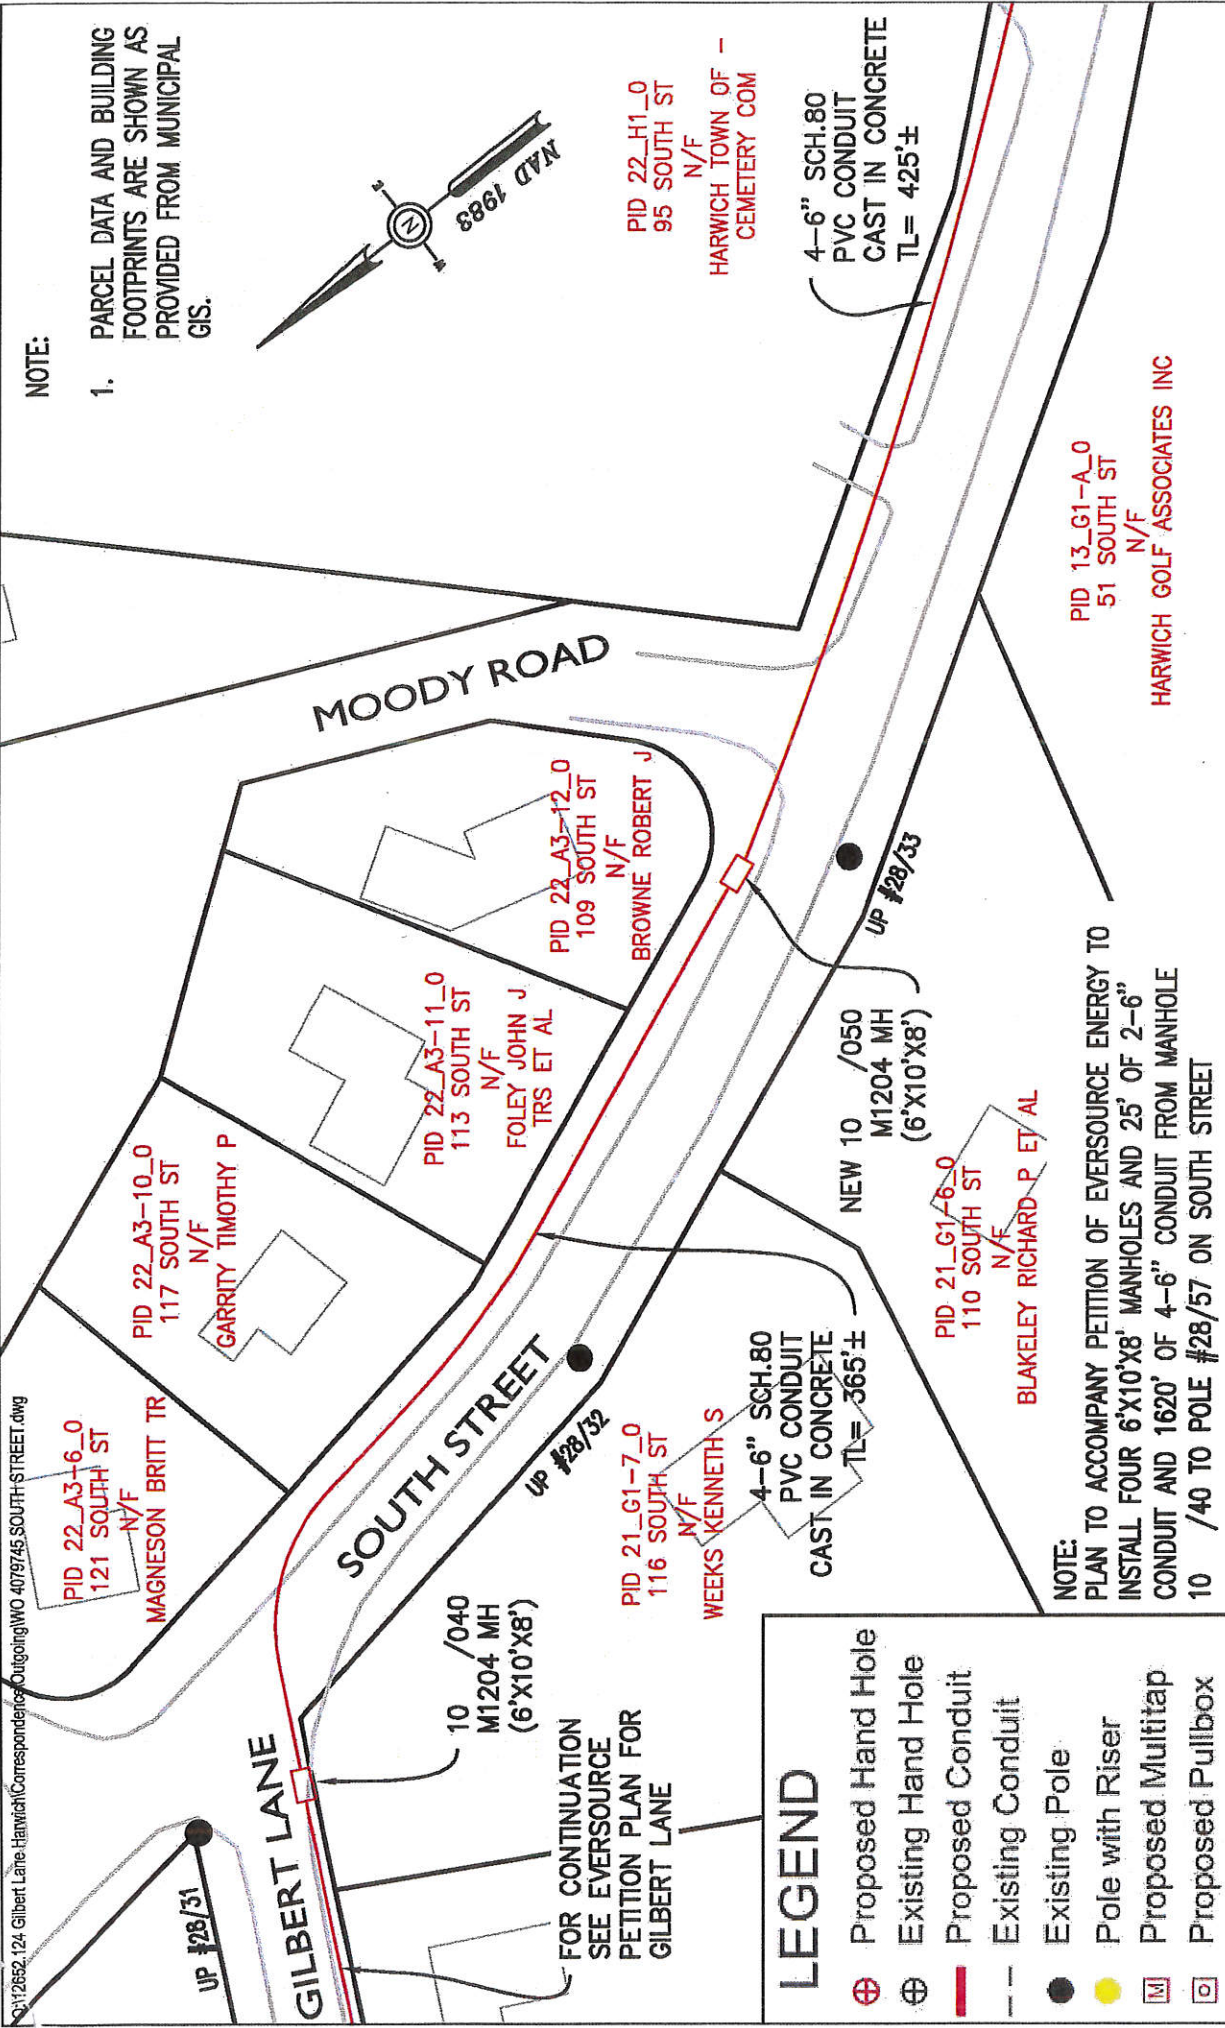 Q:\12652.124 Gilbert Lane-Harwich\Correspondence\Outgoing\WO 4079745_SOUTH STREET.dwg
NOTE:
1. PARCEL DATA AND BUILDING
FOOTPRINTS ARE SHOWN AS
PROVIDED FROM MUNICIPAL
GIS.
N
NAD 1983
PID 22_A3-6_0
121 SOUTH ST
N/F
MAGNESON BRITT TR
PID 22_A3-10_0
117 SOUTH ST
N/F
GARRITY TIMOTHY P
PID 22_A3-11_0
113 SOUTH ST
N/F
FOLEY JOHN J
TRS ET AL
PID 22_A3-12_0
109 SOUTH ST
N/F
BROWNE ROBERT J
MOODY ROAD
PID 22_H1_0
95 SOUTH ST
N/F
HARWICH TOWN OF -
CEMETERY COM
4-6" SCH.80
PVC CONDUIT
CAST IN CONCRETE
TL= 425'±
UP #28/31
GILBERT LANE
SOUTH STREET
10 /040
M1204 MH
(6'X10'X8')
UP #28/32
UP #28/33
FOR CONTINUATION
SEE EVERSOURCE
PETITION PLAN FOR
GILBERT LANE
PID 21_G1-7_0
116 SOUTH ST
N/F
WEEKS KENNETH S
4-6" SCH.80
PVC CONDUIT
CAST IN CONCRETE
TL= 365'±
NEW 10 /050
M1204 MH
(6'X10'X8')
PID 21_G1-6_0
110 SOUTH ST
N/F
BLAKELEY RICHARD P ET AL
PID 13_G1-A_0
51 SOUTH ST
N/F
HARWICH GOLF ASSOCIATES INC
NOTE:
PLAN TO ACCOMPANY PETITION OF EVERSOURCE ENERGY TO
INSTALL FOUR 6'X10'X8' MANHOLES AND 25' OF 2-6"
CONDUIT AND 1620' OF 4-6" CONDUIT FROM MANHOLE
10 /40 TO POLE #28/57 ON SOUTH STREET
LEGEND
Proposed Hand Hole
Existing Hand Hole
Proposed Conduit
Existing Conduit
Existing Pole
Pole with Riser
M Proposed Multitap
O Proposed Pullbox